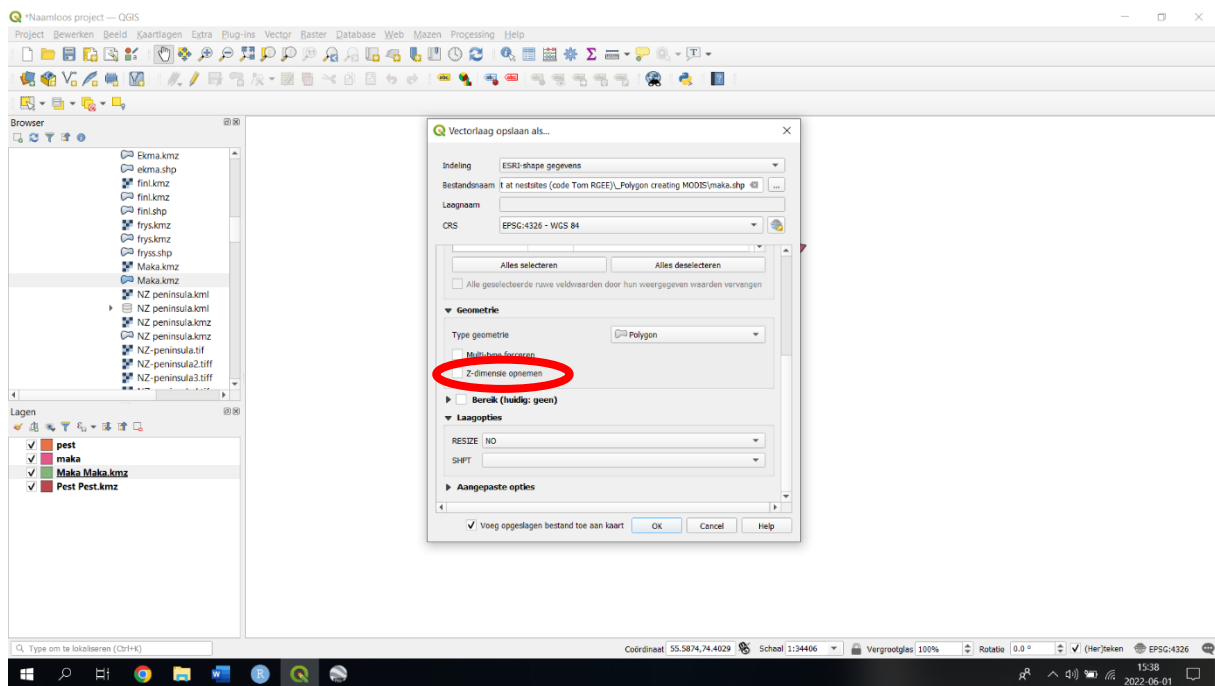 *Naamloos project — QGIS
Project Bewerken Beeld Kaartlagen Extra Plug-ins Vector Raster Database Web Mazen Processing Help
Browser
Ekma.kmz
ekma.shp
finl.kmz
finl.kmz
finl.shp
frys.kmz
frys.kmz
fryss.shp
Maka.kmz
Maka.kmz
NZ peninsula.kml
NZ peninsula.kml
NZ peninsula.kmz
NZ peninsula.kmz
NZ-peninsula.tif
NZ-peninsula2.tiff
NZ-peninsula3.tiff
Lagen
pest
maka
Maka Maka.kmz
Pest Pest.kmz
Vectorlaag opslaan als...
Indeling ESRI-shape gegevens
Bestandsnaam t at nestsites (code Tom RGEE)\_Polygon creating MODIS\maka.shp ...
Laagnaam
CRS EPSG:4326 - WGS 84
Alles selecteren Alles deselecteren
Alle geselecteerde ruwe veldwaarden door hun weergegeven waarden vervangen
Geometrie
Type geometrie Polygon
Multi-type forceren
Z-dimensie opnemen
Bereik (huidig: geen)
Laagopties
RESIZE NO
SHPT
Aangepaste opties
Voeg opgeslagen bestand toe aan kaart OK Cancel Help
Type om te lokaliseren (Ctrl+K) Coördinaat 55.5874,74.4029 Schaal 1:34406 Vergrootglas 100% Rotatie 0.0 ° (Her)teken EPSG:4326
15:38
2022-06-01